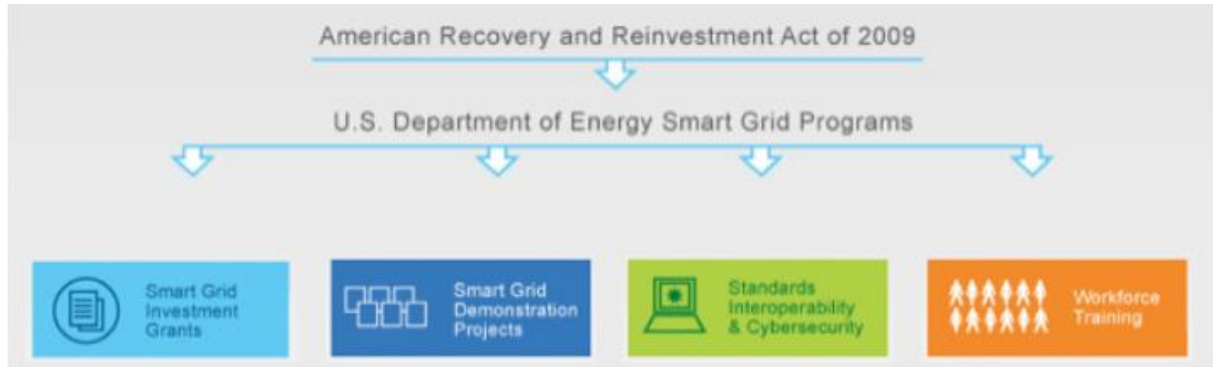 American Recovery and Reinvestment Act of 2009
U.S. Department of Energy Smart Grid Programs
Smart Grid
Investment
Grants
Smart Grid
Demonstration
Projects
Standards
Interoperability
& Cybersecurity
Workforce
Training